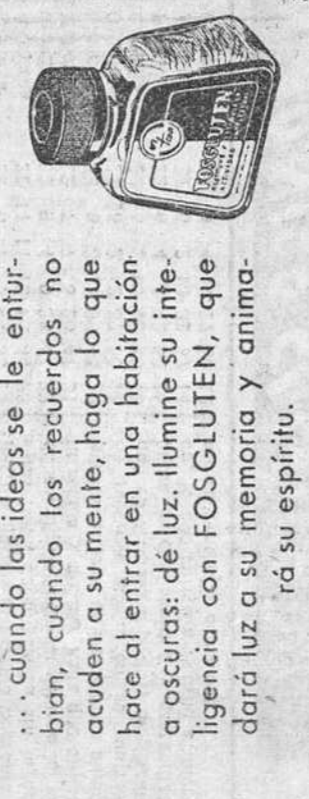 ... cuando las ideas se le entur-
bian, cuando los recuerdos no
acuden a su mente, haga lo que
hace al entrar en una habitación
a oscuras: dé luz. Ilumine su inte-
ligencia con FOSGLUTEN, que
dará luz a su memoria y anima-
rá su espíritu.
FOSGLUTEN